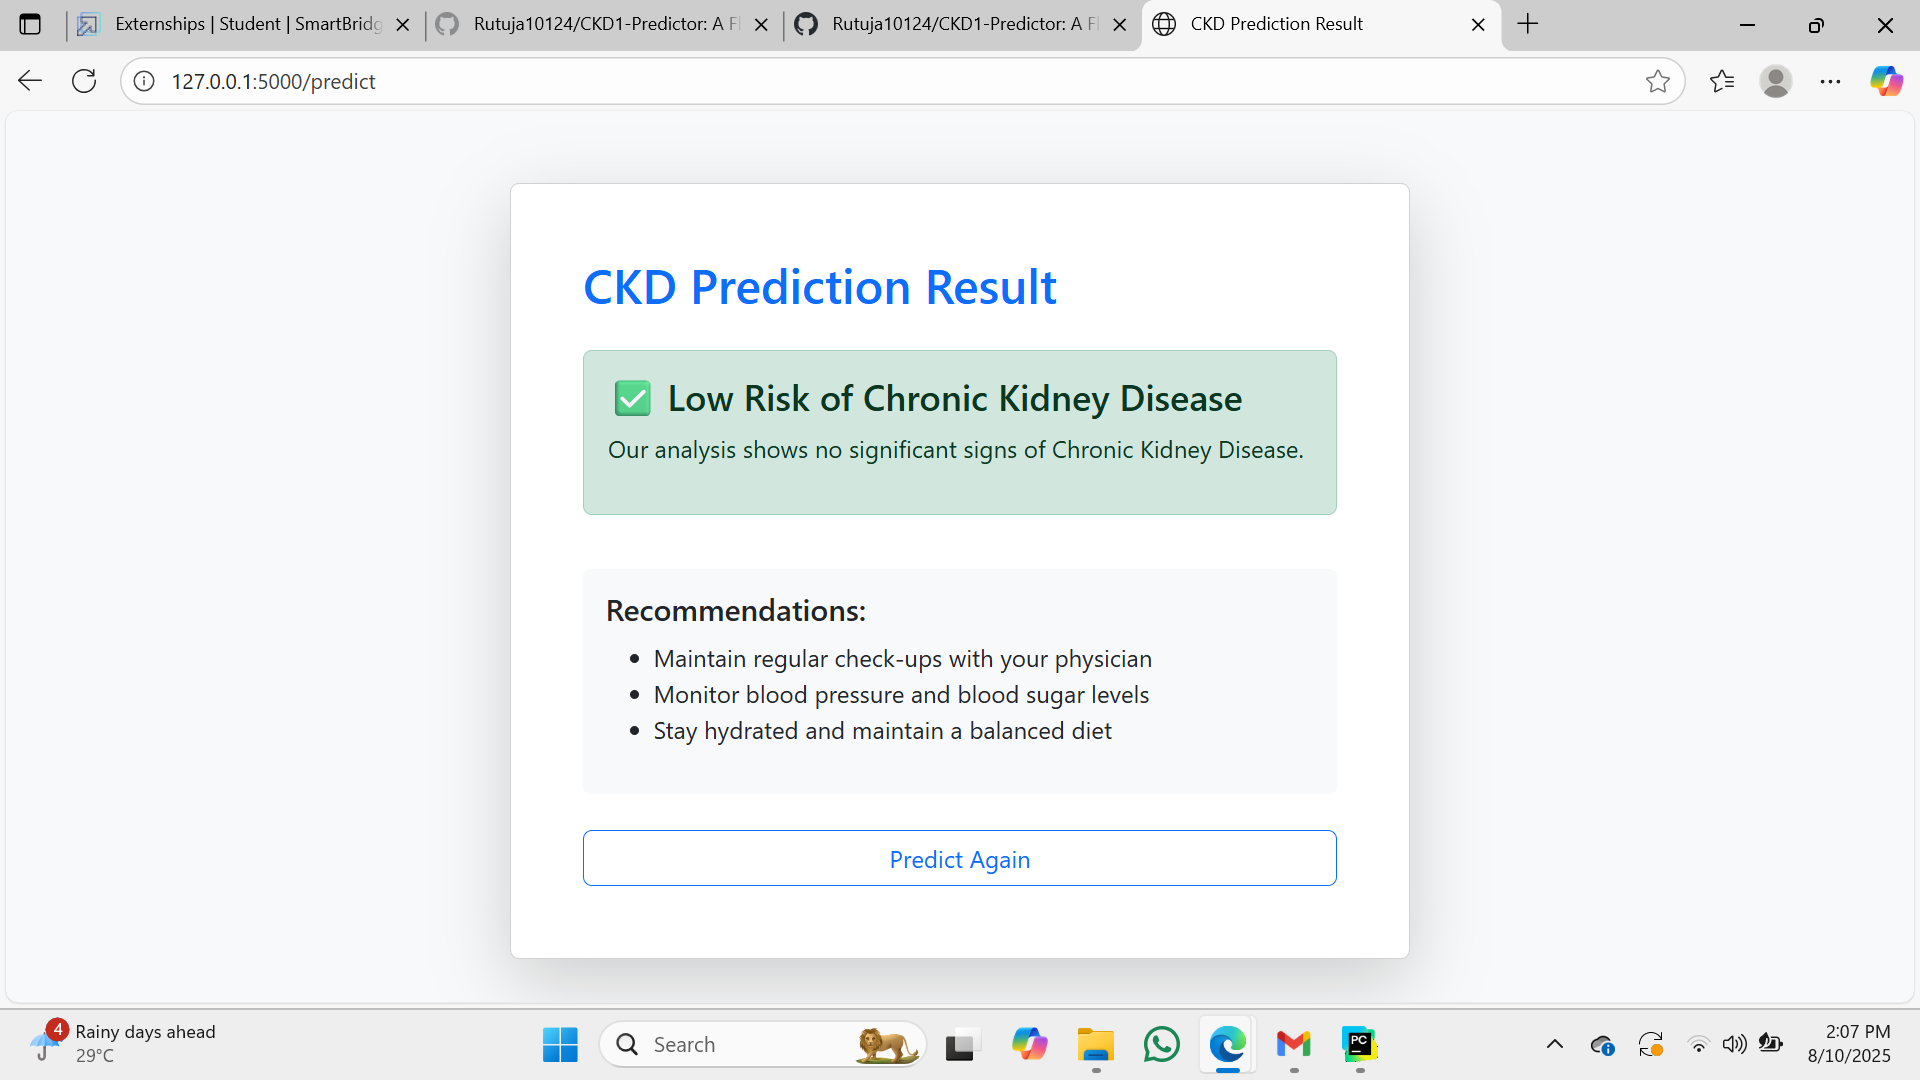 Externships | Student | SmartBridg
Rutuja10124/CKD1-Predictor: A Fl
Rutuja10124/CKD1-Predictor: A Fl
CKD Prediction Result
127.0.0.1:5000/predict
CKD Prediction Result
✅ Low Risk of Chronic Kidney Disease
Our analysis shows no significant signs of Chronic Kidney Disease.
Recommendations:
• Maintain regular check-ups with your physician
• Monitor blood pressure and blood sugar levels
• Stay hydrated and maintain a balanced diet
Predict Again
4
Rainy days ahead
29°C
Search
PC
2:07 PM
8/10/2025